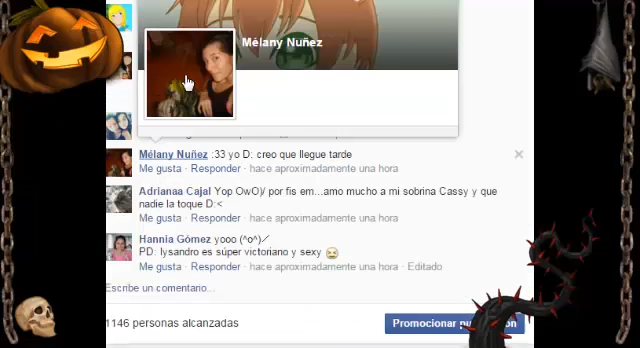 Mélany Nuñez
Mélany Nuñez :33 yo D: creo que llegue tarde
Me gusta · Responder · hace aproximadamente una hora
Adrianaa Cajal Yop OwO)/ por fis em...amo mucho a mi sobrina Cassy y que
nadie la toque D:<
Me gusta · Responder · hace aproximadamente una hora
Hannia Gómez yooo (^o^)／
PD: lysandro es súper victoriano y sexy
Me gusta · Responder · hace aproximadamente una hora · Editado
Escribe un comentario...
1146 personas alcanzadas
Promocionar